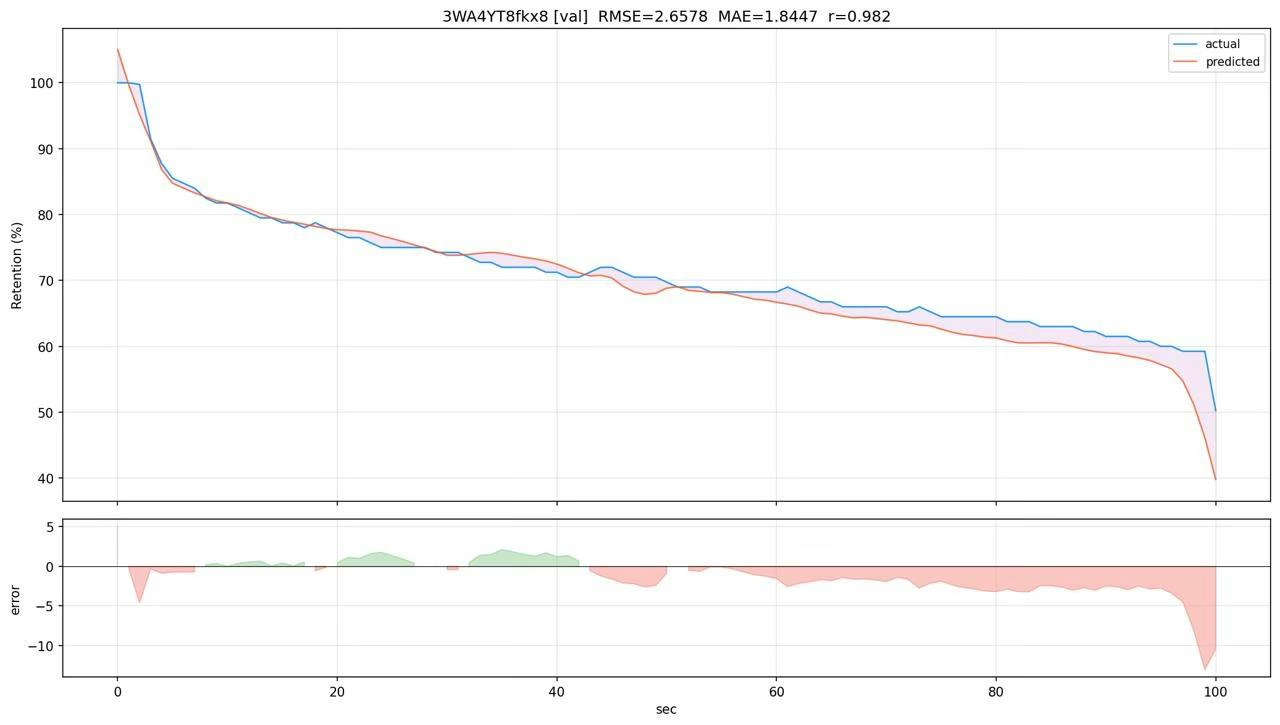 3WA4YT8fkx8 [val] RMSE=2.6578 MAE=1.8447 r=0.982
actual
predicted
Retention (%)
100
90
80
70
60
50
40
error
5
0
−5
−10
0
20
40
60
80
100
sec